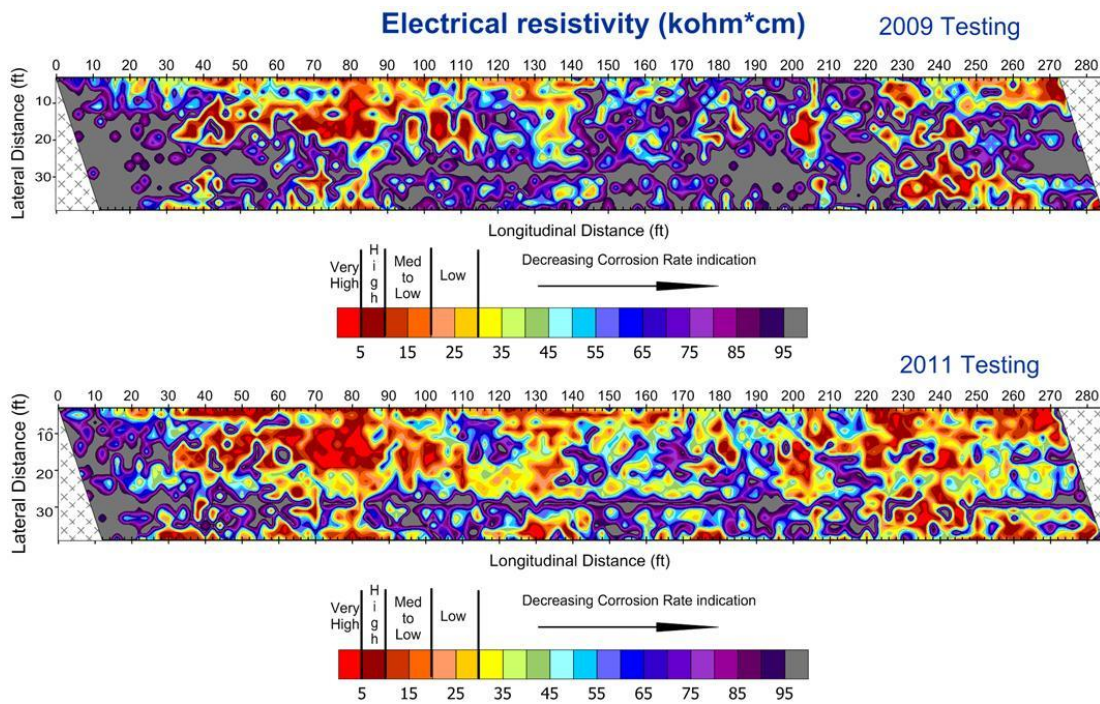 Electrical resistivity (kohm*cm) 2009 Testing
0 10 20 30 40 50 60 70 80 90 100 110 120 130 140 150 160 170 180 190 200 210 220 230 240 250 260 270 280
Lateral Distance (ft)
10
20
30
Longitudinal Distance (ft)
Very High
High
Med to Low
Low
Decreasing Corrosion Rate indication
5 15 25 35 45 55 65 75 85 95
2011 Testing
0 10 20 30 40 50 60 70 80 90 100 110 120 130 140 150 160 170 180 190 200 210 220 230 240 250 260 270 280
Lateral Distance (ft)
20
30
Longitudinal Distance (ft)
Very High
High
Med to Low
Low
Decreasing Corrosion Rate indication
5 15 25 35 45 55 65 75 85 95